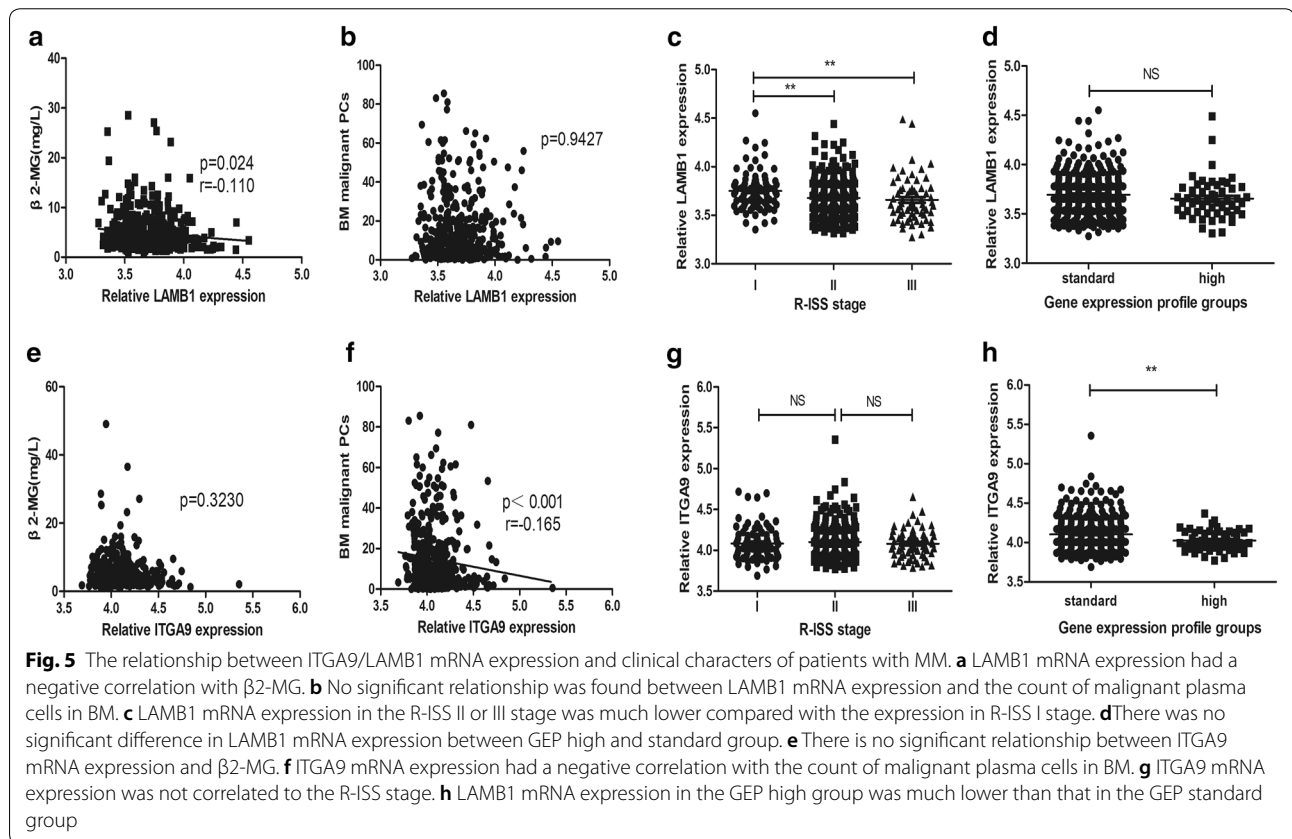 a
b
c
d
40
30
20
10
0
β 2-MG(mg/L)
p=0.024
r=-0.110
3.0
3.5
4.0
4.5
5.0
Relative LAMB1 expression
100
80
60
40
20
0
BM malignant PCs
p=0.9427
3.0
3.5
4.0
4.5
5.0
Relative LAMB1 expression
5.0
4.5
4.0
3.5
3.0
Relative LAMB1 expression
**
**
I
II
III
R-ISS stage
5.0
4.5
4.0
3.5
3.0
Relative LAMB1 expression
NS
standard
high
Gene expression profile groups
e
f
g
h
60
40
20
0
β 2-MG(mg/L)
p=0.3230
3.5
4.0
4.5
5.0
5.5
6.0
Relative ITGA9 expression
100
80
60
40
20
0
BM malignant PCs
p< 0.001
r=-0.165
3.5
4.0
4.5
5.0
5.5
6.0
Relative ITGA9 expression
6.0
5.5
5.0
4.5
4.0
3.5
Relative ITGA9 expression
NS
NS
I
II
III
R-ISS stage
6.0
5.5
5.0
4.5
4.0
3.5
Relative ITGA9 expression
**
standard
high
Gene expression profile groups
Fig. 5 The relationship between ITGA9/LAMB1 mRNA expression and clinical characters of patients with MM. a LAMB1 mRNA expression had a
negative correlation with β2-MG. b No significant relationship was found between LAMB1 mRNA expression and the count of malignant plasma
cells in BM. c LAMB1 mRNA expression in the R-ISS II or III stage was much lower compared with the expression in R-ISS I stage. dThere was no
significant difference in LAMB1 mRNA expression between GEP high and standard group. e There is no significant relationship between ITGA9
mRNA expression and β2-MG. f ITGA9 mRNA expression had a negative correlation with the count of malignant plasma cells in BM. g ITGA9 mRNA
expression was not correlated to the R-ISS stage. h LAMB1 mRNA expression in the GEP high group was much lower than that in the GEP standard
group